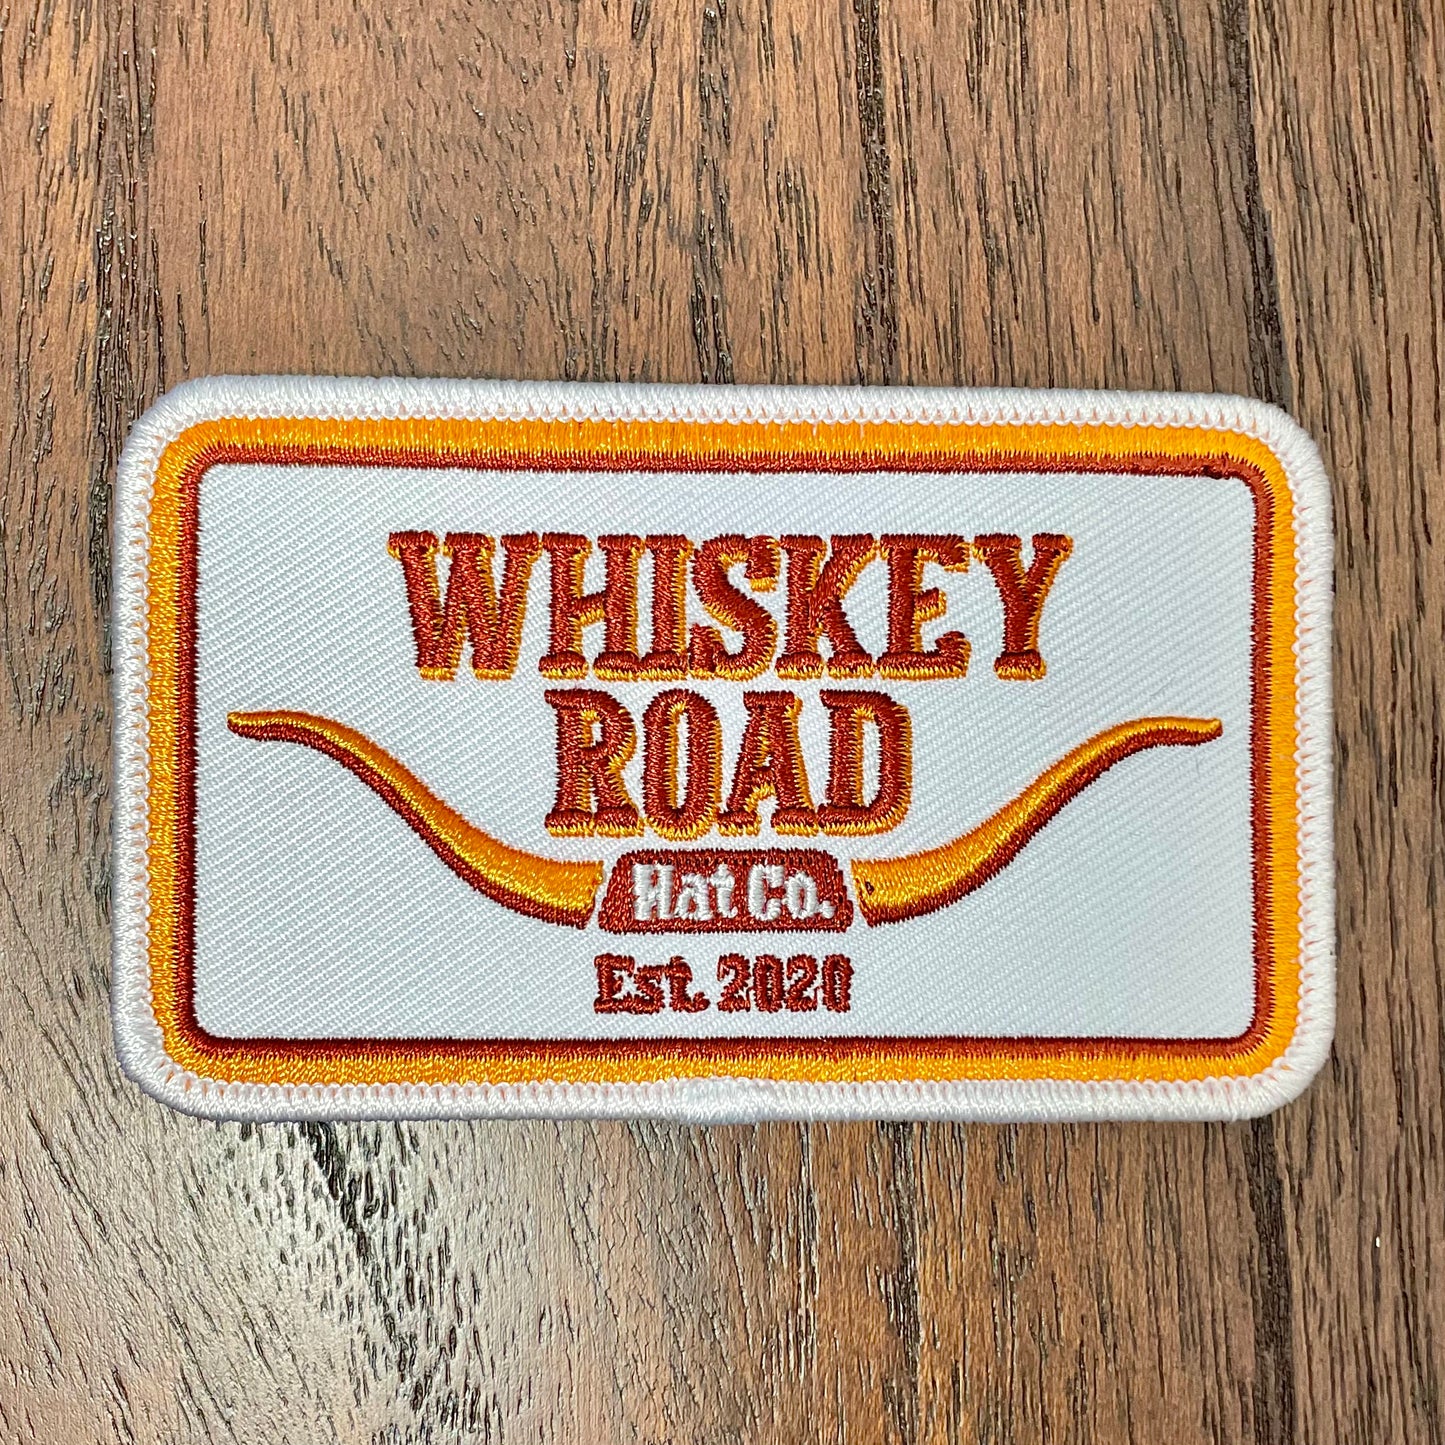 WHISKEY
ROAD
Hat Co.
Est. 2020